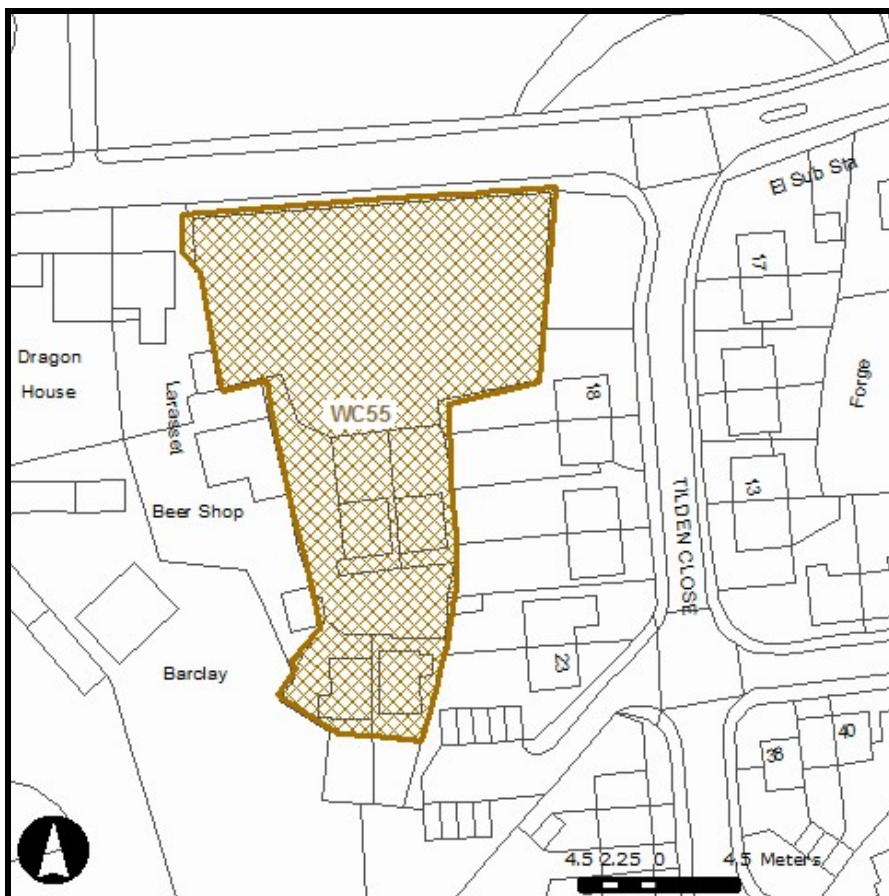 El Sub Sta
17
Dragon
House
Larasset
WC55
18
Forge
13
Beer Shop
TILDEN CLOSE
Barclay
23
38
40
4.5 2.25 0 4.5 Meters